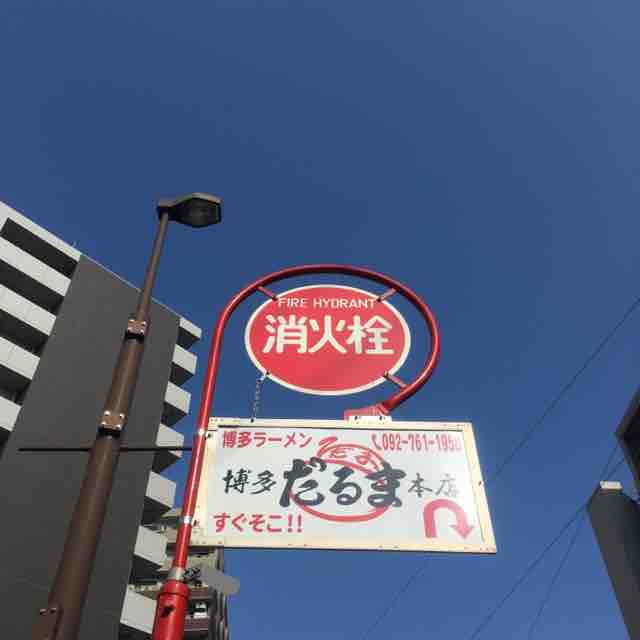 FIRE HYDRANT
消火栓
博多ラーメン 092-761-1958
博多 だるま 本店
すぐそこ!!